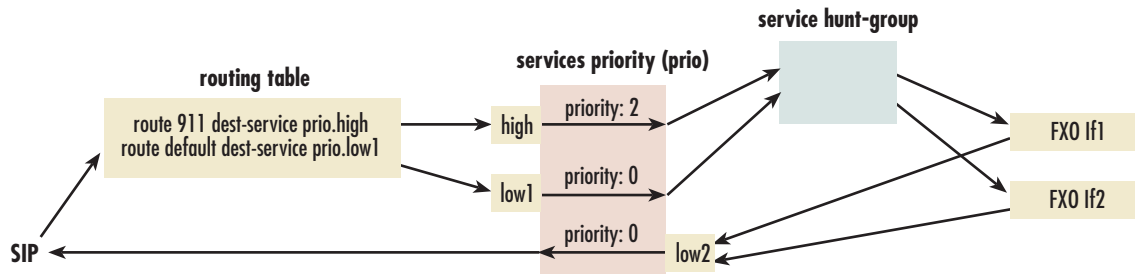 service hunt-group
services priority (prio)
routing table
route 911 dest-service prio.high
route default dest-service prio.low1
high
priority: 2
low1
priority: 0
priority: 0
low2
FXO If1
FXO If2
SIP